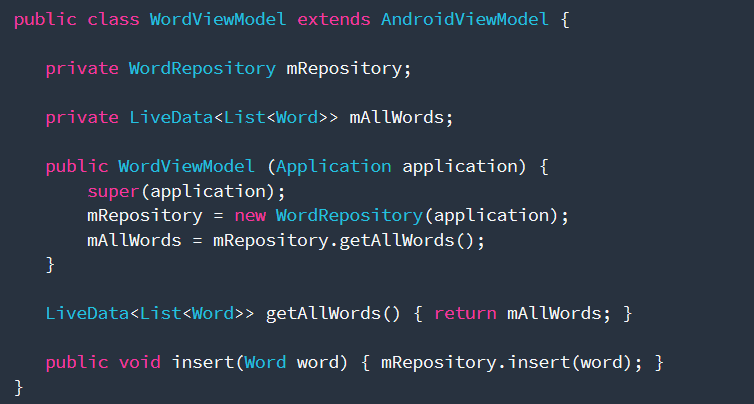 public class WordViewModel extends AndroidViewModel {
private WordRepository mRepository;
private LiveData<List<Word>> mAllWords;
public WordViewModel (Application application) {
super(application);
mRepository = new WordRepository(application);
mAllWords = mRepository.getAllWords();
}
LiveData<List<Word>> getAllWords() { return mAllWords; }
public void insert(Word word) { mRepository.insert(word); }
}